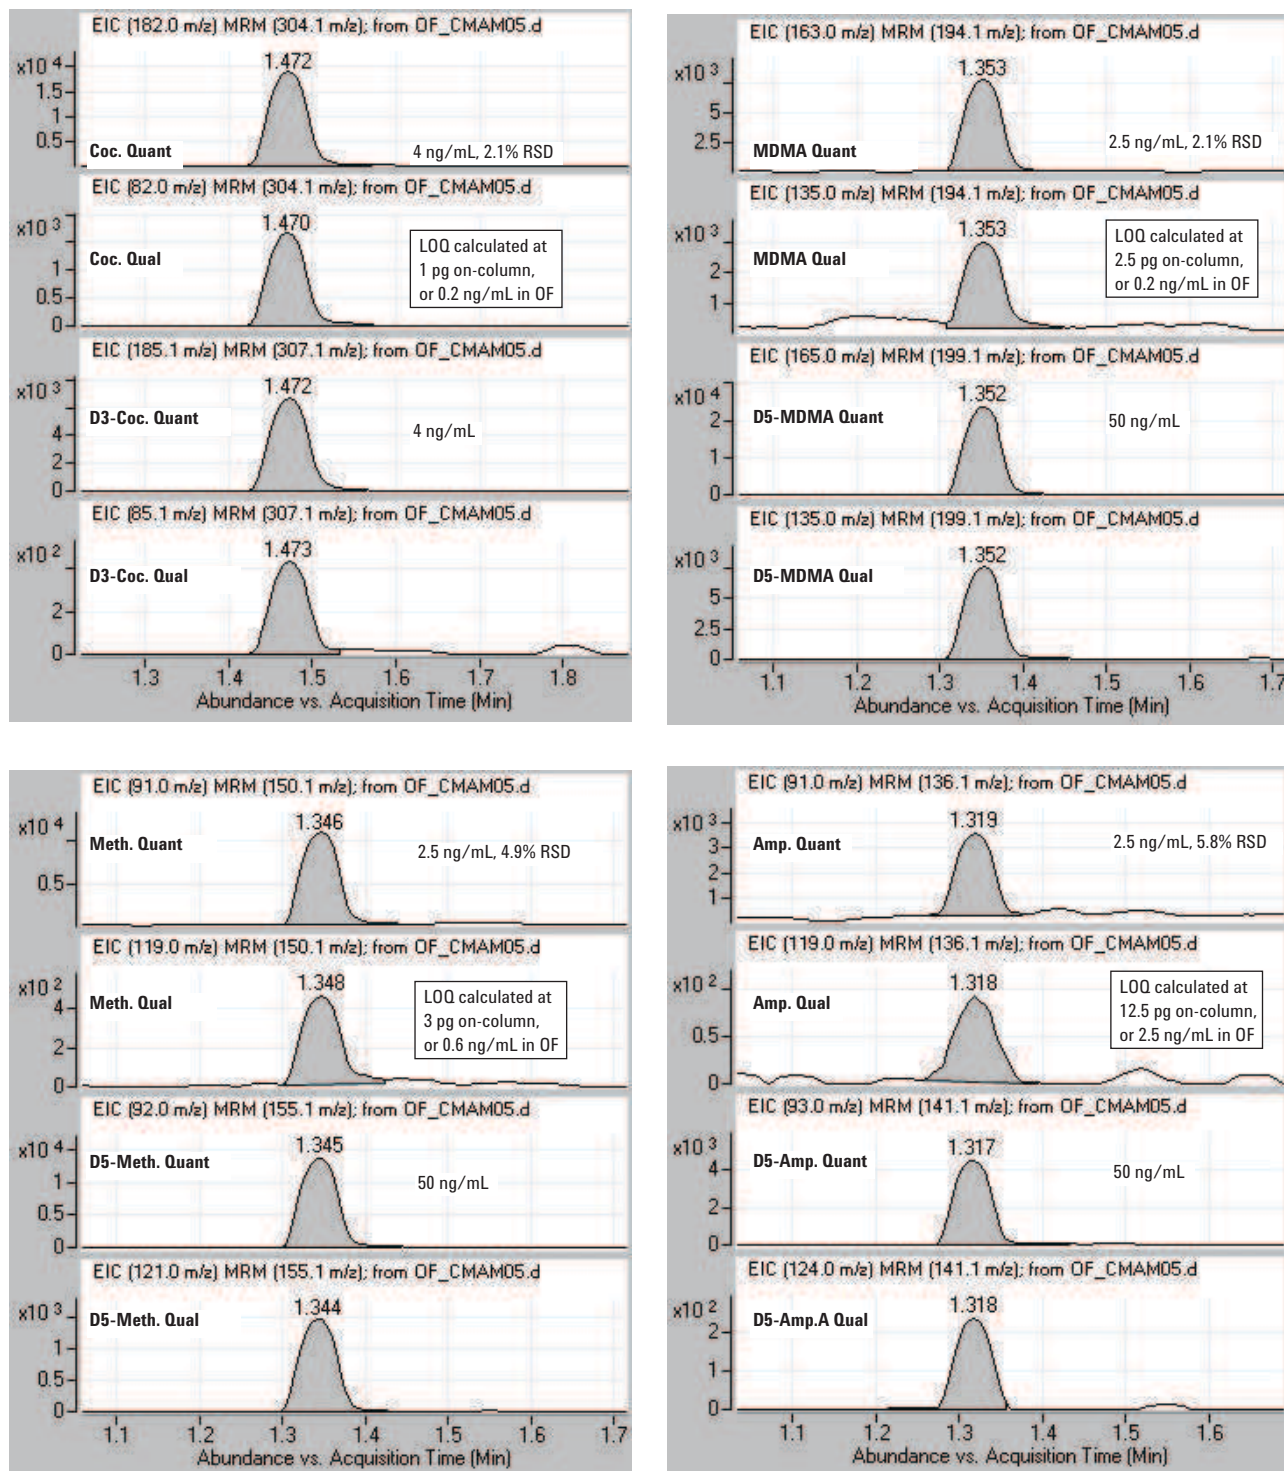 EIC (182.0 m/z) MRM (304.1 m/z); from OF_CMAM05.d
x10 4
1.472
1.5
1
0.5
Coc. Quant
4 ng/mL, 2.1% RSD
EIC (82.0 m/z) MRM (304.1 m/z); from OF_CMAM05.d
x10 3
1.470
Coc. Qual
LOQ calculated at
1 pg on-column,
or 0.2 ng/mL in OF
1
0.5
0
EIC (185.1 m/z) MRM (307.1 m/z); from OF_CMAM05.d
x10 3
1.472
D3-Coc. Quant
4 ng/mL
4
2
0
EIC (85.1 m/z) MRM (307.1 m/z); from OF_CMAM05.d
x10 2
1.473
D3-Coc. Qual
2
0
1.3 1.4 1.5 1.6 1.7 1.8
Abundance vs. Acquisition Time (Min)
EIC (163.0 m/z) MRM (194.1 m/z); from OF_CMAM05.d
x10 3
1.353
5
2.5
MDMA Quant
2.5 ng/mL, 2.1% RSD
EIC (135.0 m/z) MRM (194.1 m/z); from OF_CMAM05.d
x10 3
1.353
MDMA Qual
LOQ calculated at
2.5 pg on-column,
or 0.2 ng/mL in OF
2
1
EIC (165.0 m/z) MRM (199.1 m/z); from OF_CMAM05.d
x10 4
1.352
D5-MDMA Quant
50 ng/mL
2
1
0
EIC (135.0 m/z) MRM (199.1 m/z); from OF_CMAM05.d
x10 3
1.352
D5-MDMA Qual
5
2.5
0
1.1 1.2 1.3 1.4 1.5 1.6 1.7
Abundance vs. Acquisition Time (Min)
EIC (91.0 m/z) MRM (150.1 m/z); from OF_CMAM05.d
x10 4
1.346
Meth. Quant
2.5 ng/mL, 4.9% RSD
0.5
EIC (119.0 m/z) MRM (150.1 m/z); from OF_CMAM05.d
x10 2
1.348
Meth. Qual
LOQ calculated at
3 pg on-column,
or 0.6 ng/mL in OF
4
2
0
EIC (92.0 m/z) MRM (155.1 m/z); from OF_CMAM05.d
x10 4
1.345
D5-Meth. Quant
50 ng/mL
1
0.5
0
EIC (121.0 m/z) MRM (155.1 m/z); from OF_CMAM05.d
x10 3
1.344
D5-Meth. Qual
1
0.5
0
1.1 1.2 1.3 1.4 1.5 1.6 1.7
Abundance vs. Acquisition Time (Min)
EIC (91.0 m/z) MRM (136.1 m/z); from OF_CMAM05.d
x10 3
1.319
Amp. Quant
2.5 ng/mL, 5.8% RSD
3
2
1
EIC (119.0 m/z) MRM (136.1 m/z); from OF_CMAM05.d
x10 2
1.318
Amp. Qual
LOQ calculated at
12.5 pg on-column,
or 2.5 ng/mL in OF
0.5
0
EIC (93.0 m/z) MRM (141.1 m/z); from OF_CMAM05.d
x10 3
1.317
D5-Amp. Quant
50 ng/mL
4
2
0
EIC (124.0 m/z) MRM (141.1 m/z); from OF_CMAM05.d
x10 2
1.318
D5-Amp.A Qual
2
1
0
1.1 1.2 1.3 1.4 1.5 1.6
Abundance vs. Acquisition Time (Min)